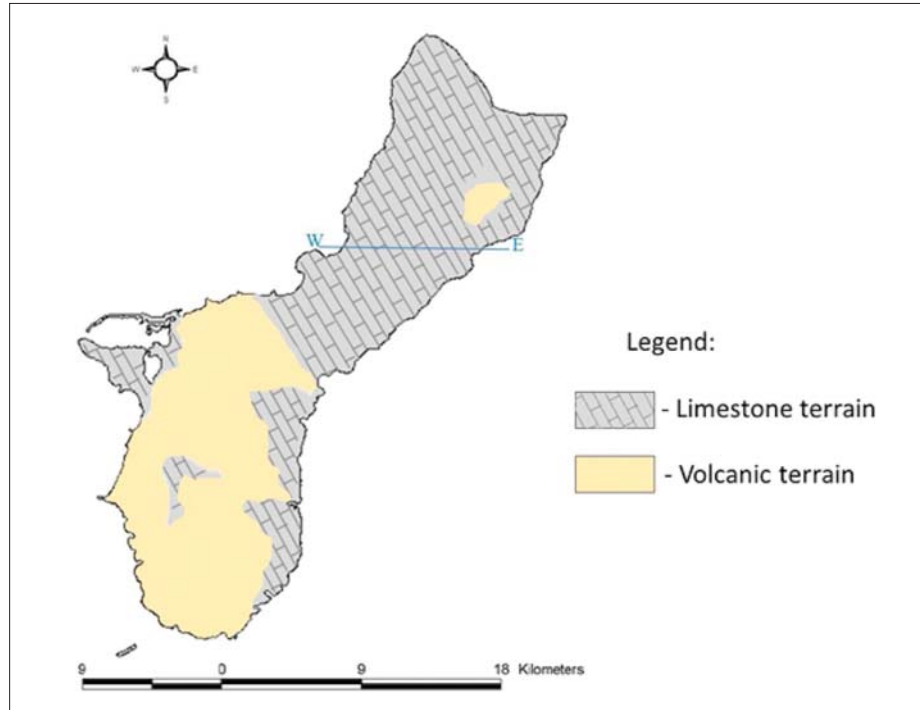 N
W E
S
W E
Legend:
- Limestone terrain
- Volcanic terrain
9 0 9 18 Kilometers